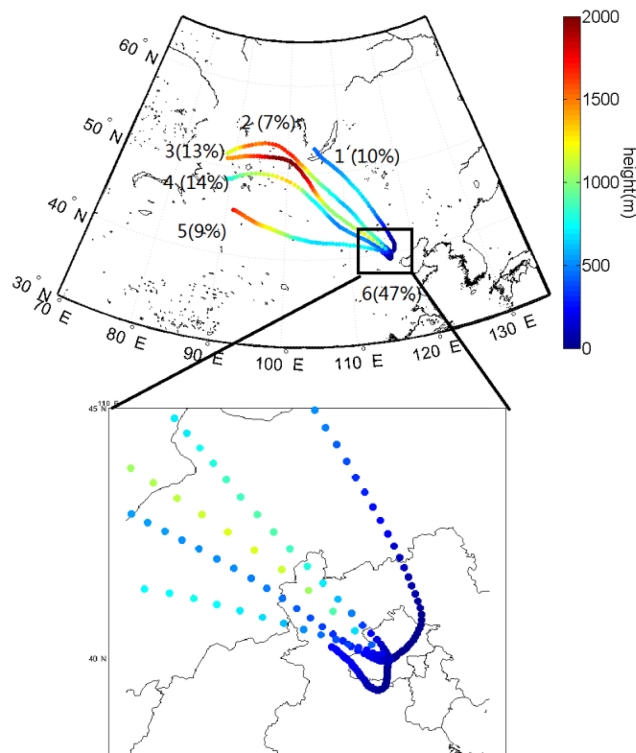 2000
1500
1000
500
0
height(m)
60 ° N
50 ° N
40 ° N
30 ° N
70 ° E
80 ° E
90 ° E
100 ° E
110 ° E
120 ° E
130 ° E
2 (7%)
3(13%)
1 (10%)
4 (14%)
5(9%)
6(47%)
110 E
45 N
40 N